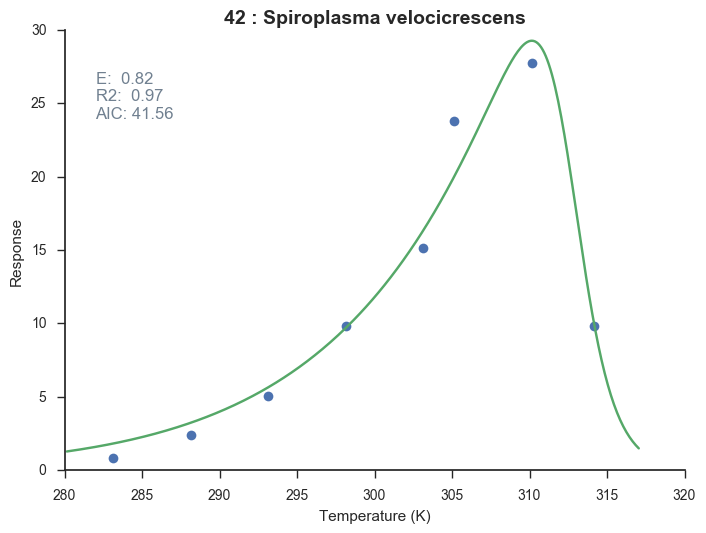 42 : Spiroplasma velocicrescens
E: 0.82
R2: 0.97
AIC: 41.56
Response
30
25
20
15
10
5
0
280 285 290 295 300 305 310 315 320
Temperature (K)